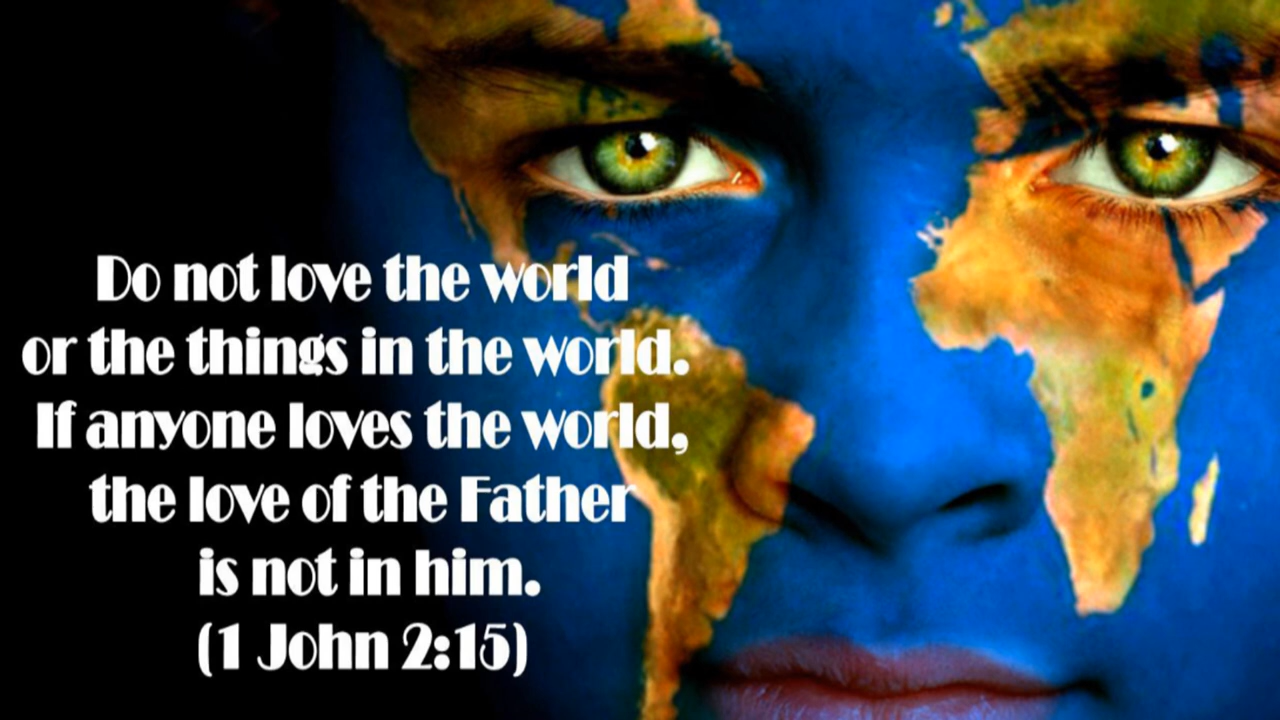 Do not love the world
or the things in the world.
If anyone loves the world,
the love of the Father
is not in him.
(1 John 2:15)